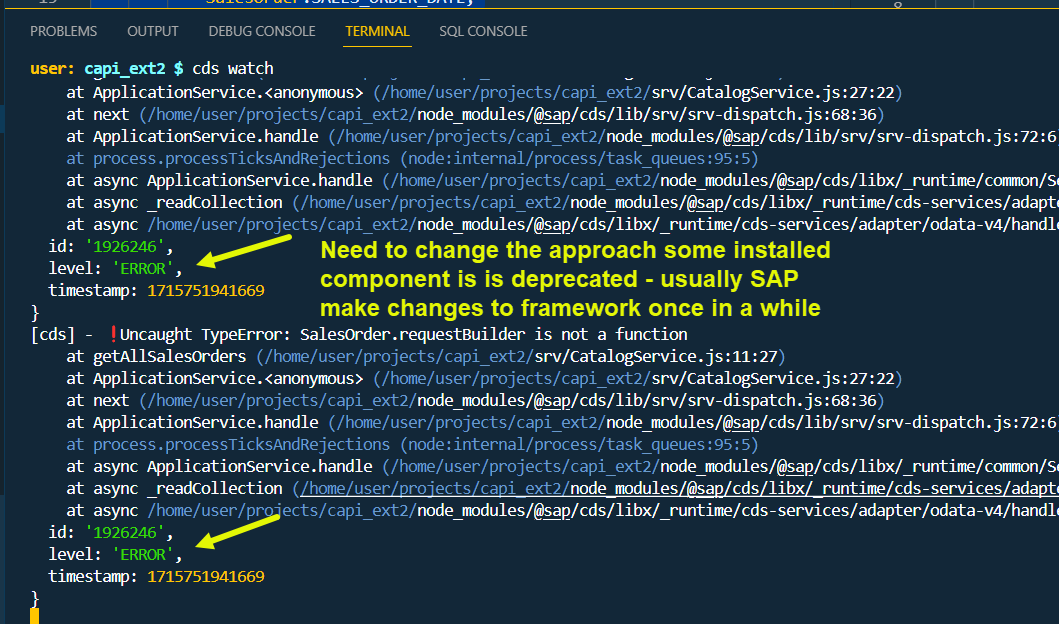 SalesOrder.SALES_ORDER_DATE,
PROBLEMS OUTPUT DEBUG CONSOLE TERMINAL SQL CONSOLE
user: capi_ext2 $ cds watch
at ApplicationService.<anonymous> (/home/user/projects/capi_ext2/srv/CatalogService.js:27:22)
at next (/home/user/projects/capi_ext2/node_modules/@sap/cds/lib/srv/srv-dispatch.js:68:36)
at ApplicationService.handle (/home/user/projects/capi_ext2/node_modules/@sap/cds/lib/srv/srv-dispatch.js:72:6
at process.processTicksAndRejections (node:internal/process/task_queues:95:5)
at async ApplicationService.handle (/home/user/projects/capi_ext2/node_modules/@sap/cds/libx/_runtime/common/Se
at async _readCollection (/home/user/projects/capi_ext2/node_modules/@sap/cds/libx/_runtime/cds-services/adapte
at async /home/user/projects/capi_ext2/node_modules/@sap/cds/libx/_runtime/cds-services/adapter/odata-v4/handle
id: '1926246',
level: 'ERROR',
timestamp: 1715751941669
}
Need to change the approach some installed
component is is deprecated - usually SAP
make changes to framework once in a while
[cds] - ❗Uncaught TypeError: SalesOrder.requestBuilder is not a function
at getAllSalesOrders (/home/user/projects/capi_ext2/srv/CatalogService.js:11:27)
at ApplicationService.<anonymous> (/home/user/projects/capi_ext2/srv/CatalogService.js:27:22)
at next (/home/user/projects/capi_ext2/node_modules/@sap/cds/lib/srv/srv-dispatch.js:68:36)
at ApplicationService.handle (/home/user/projects/capi_ext2/node_modules/@sap/cds/lib/srv/srv-dispatch.js:72:6
at process.processTicksAndRejections (node:internal/process/task_queues:95:5)
at async ApplicationService.handle (/home/user/projects/capi_ext2/node_modules/@sap/cds/libx/_runtime/common/Se
at async _readCollection (/home/user/projects/capi_ext2/node_modules/@sap/cds/libx/_runtime/cds-services/adapte
at async /home/user/projects/capi_ext2/node_modules/@sap/cds/libx/_runtime/cds-services/adapter/odata-v4/handle
id: '1926246',
level: 'ERROR',
timestamp: 1715751941669
}